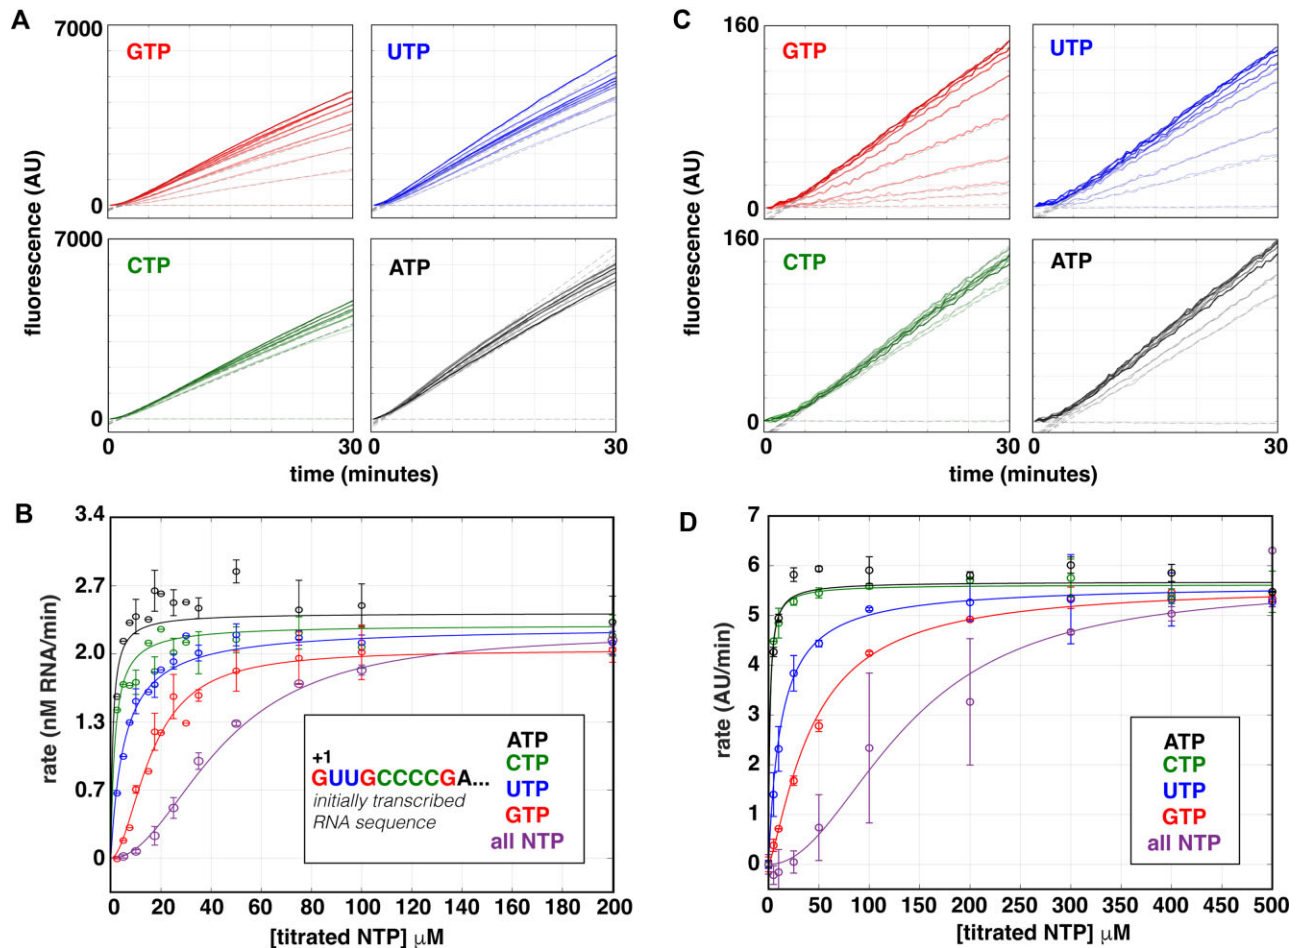 A
7000
GTP
UTP
fluorescence (AU)
0
7000
CTP
ATP
fluorescence (AU)
0
0
30
0
30
time (minutes)
C
160
GTP
UTP
fluorescence (AU)
0
160
CTP
ATP
fluorescence (AU)
0
0
30
0
30
time (minutes)
B
3.4
2.7
2.0
1.3
0.7
0
rate (nM RNA/min)
+1
GUUGCCCCGA...
initially transcribed
RNA sequence
ATP
CTP
UTP
GTP
all NTP
0 20 40 60 80 100 120 140 160 180 200
[titrated NTP] μM
D
7
6
5
4
3
2
1
0
rate (AU/min)
ATP
CTP
UTP
GTP
all NTP
0 50 100 150 200 250 300 350 400 450 500
[titrated NTP] μM